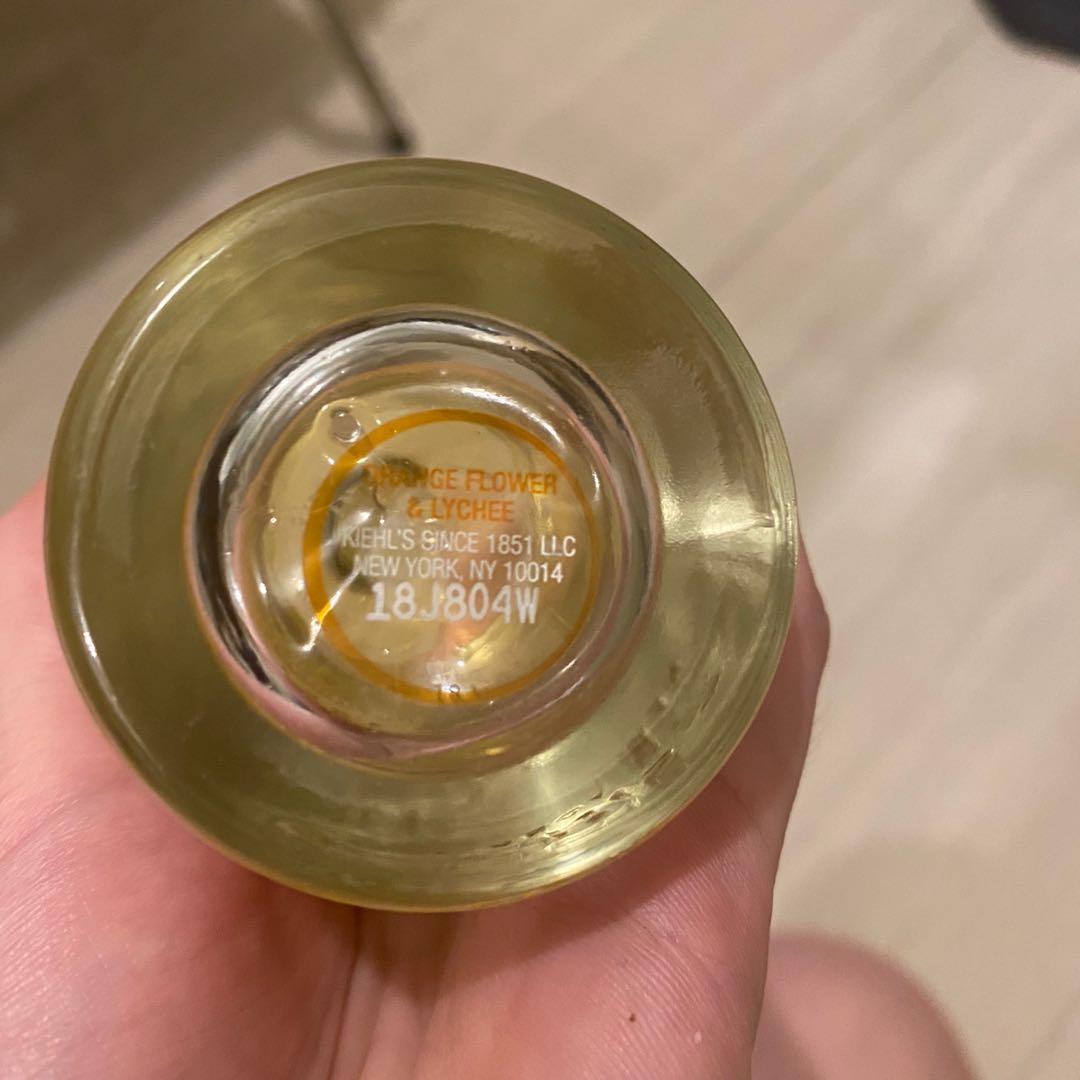 ORANGE FLOWER
& LYCHEE
KIEHL'S SINCE 1851 LLC
NEW YORK, NY 10014
18J804W